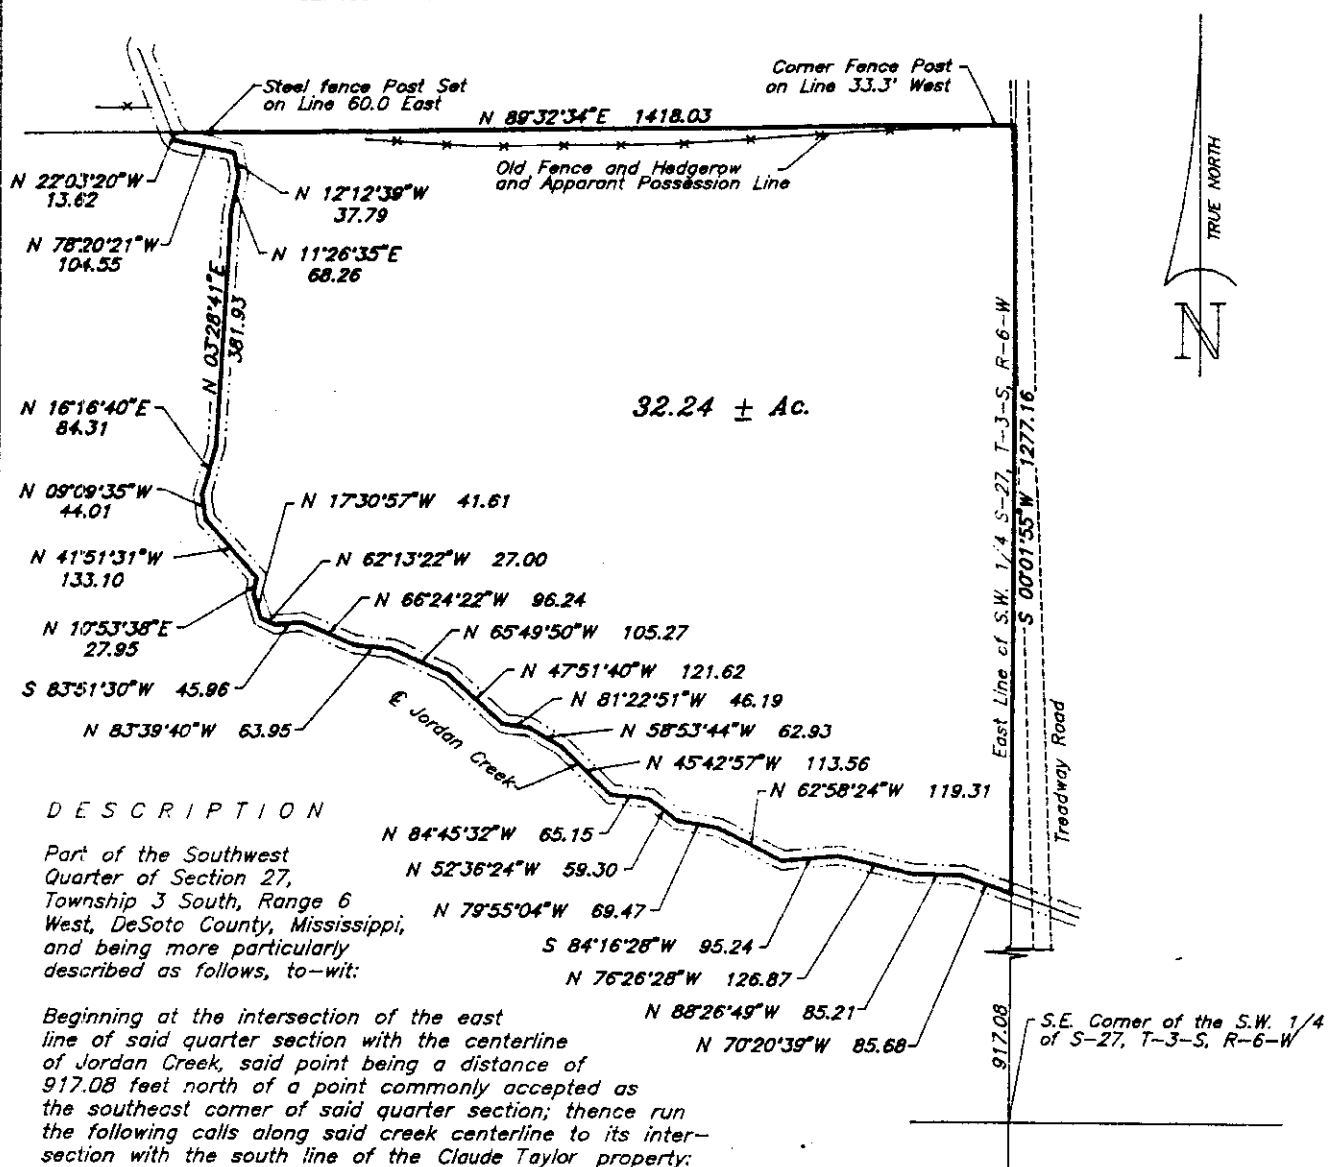 Steel fence Post Set
on Line 60.0 East
Corner Fence Post
on Line 33.3' West
N 89°32'34"E 1418.03
Old Fence and Hedgerow
and Apparant Possession Line
TRUE NORTH
N
N 22°03'20"W
13.62
N 12°12'39"W
37.79
N 78°20'21"W
104.55
N 11°26'35"E
68.26
N 03°28'41"E
381.93
32.24 ± Ac.
East Line of S.W. 1/4 S-27, T-3-S, R-6-W
S 00°01'55"W 1277.16
N 16°16'40"E
84.31
N 09°09'35"W
44.01
N 17°30'57"W 41.61
N 41°51'31"W
133.10
N 62°13'22"W 27.00
N 66°24'22"W 96.24
N 10°53'38"E
27.95
N 65°49'50"W 105.27
S 83°51'30"W 45.96
N 47°51'40"W 121.62
N 81°22'51"W 46.19
N 83°39'40"W 63.95
N 58°53'44"W 62.93
℄ Jordan Creek
N 45°42'57"W 113.56
N 62°58'24"W 119.31
Treadway Road
N 84°45'32"W 65.15
N 52°36'24"W 59.30
N 79°55'04"W 69.47
S 84°16'28"W 95.24
N 76°26'28"W 126.87
N 88°26'49"W 85.21
N 70°20'39"W 85.68
917.08
S.E. Corner of the S.W. 1/4
of S-27, T-3-S, R-6-W
DESCRIPTION
Part of the Southwest
Quarter of Section 27,
Township 3 South, Range 6
West, DeSoto County, Mississippi,
and being more particularly
described as follows, to-wit:
Beginning at the intersection of the east
line of said quarter section with the centerline
of Jordan Creek, said point being a distance of
917.08 feet north of a point commonly accepted as
the southeast corner of said quarter section; thence run
the following calls along said creek centerline to its inter-
section with the south line of the Claude Taylor property: